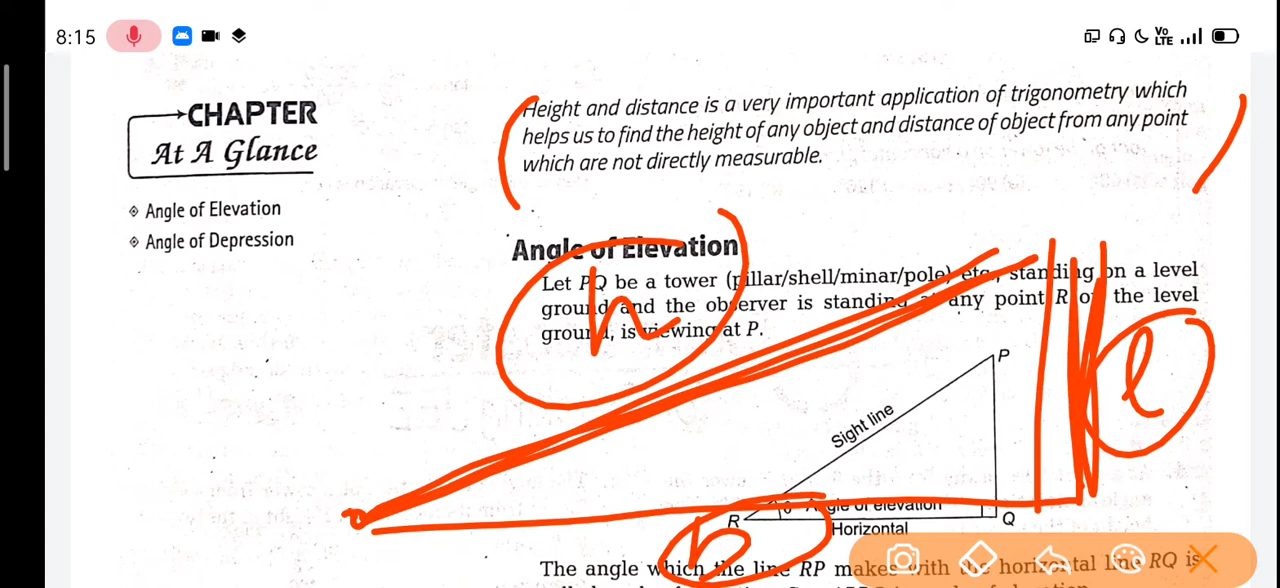 8:15
Vo
LTE
CHAPTER
At A Glance
Angle of Elevation
Angle of Depression
Height and distance is a very important application of trigonometry which
helps us to find the height of any object and distance of object from any point
which are not directly measurable.
Angle of Elevation
Let PQ be a tower (pillar/shell/minar/pole) etc., standing on a level
ground and the observer is standing at any point R on the level
ground, is viewing at P.
h
l
P
Sight line
θ Angle of elevation
R
Q
Horizontal
b
The angle which the line RP makes with the horizontal line RQ is